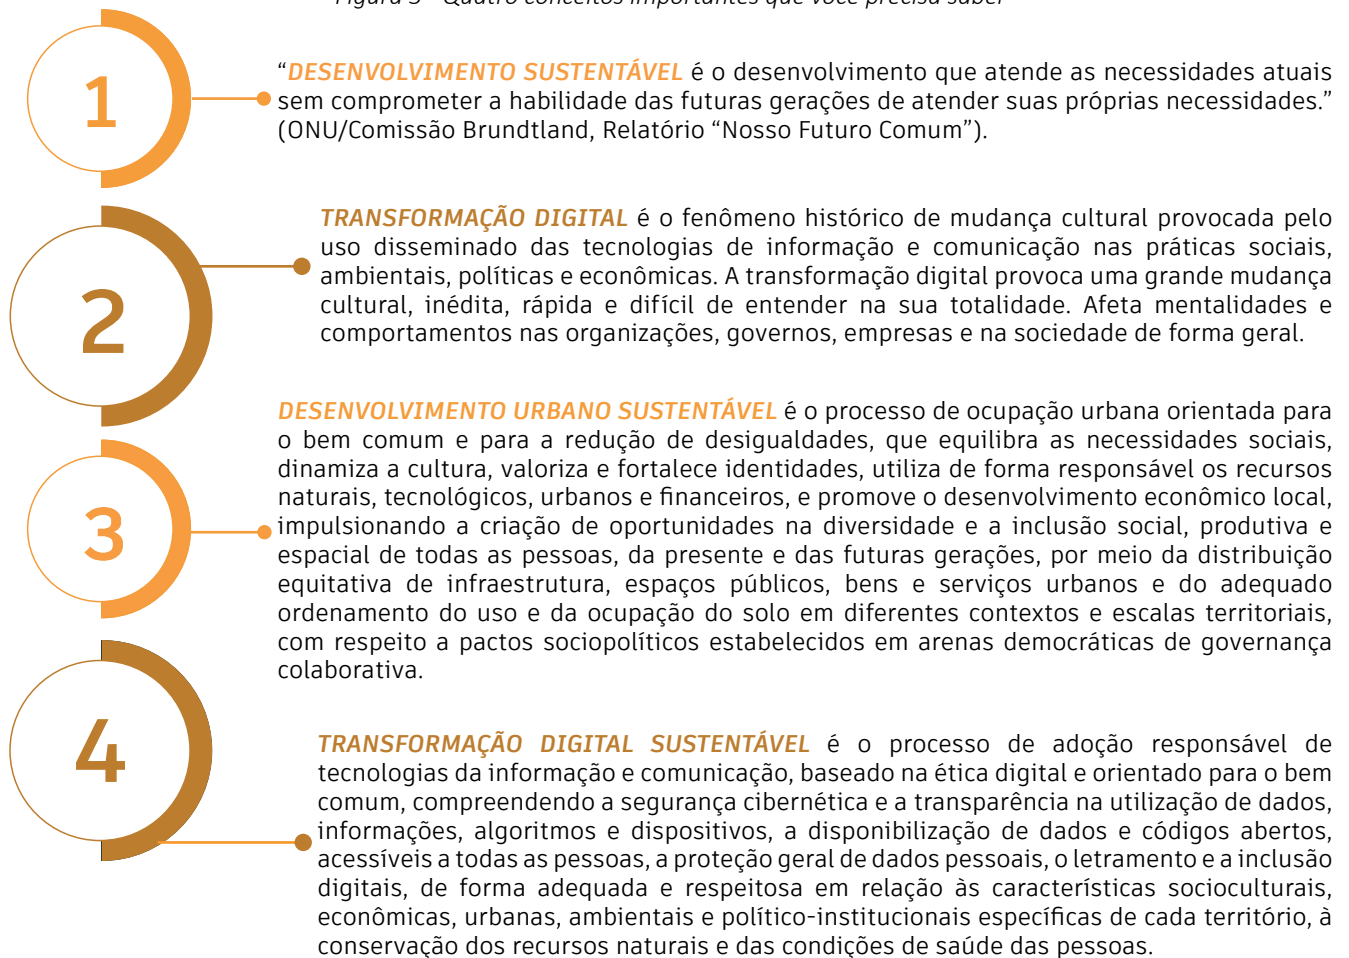 Figura 3 - Quatro conceitos importantes que você precisa saber
1
“DESENVOLVIMENTO SUSTENTÁVEL é o desenvolvimento que atende as necessidades atuais
sem comprometer a habilidade das futuras gerações de atender suas próprias necessidades.”
(ONU/Comissão Brundtland, Relatório “Nosso Futuro Comum”).
2
TRANSFORMAÇÃO DIGITAL é o fenômeno histórico de mudança cultural provocada pelo
uso disseminado das tecnologias de informação e comunicação nas práticas sociais,
ambientais, políticas e econômicas. A transformação digital provoca uma grande mudança
cultural, inédita, rápida e difícil de entender na sua totalidade. Afeta mentalidades e
comportamentos nas organizações, governos, empresas e na sociedade de forma geral.
3
DESENVOLVIMENTO URBANO SUSTENTÁVEL é o processo de ocupação urbana orientada para
o bem comum e para a redução de desigualdades, que equilibra as necessidades sociais,
dinamiza a cultura, valoriza e fortalece identidades, utiliza de forma responsável os recursos
naturais, tecnológicos, urbanos e financeiros, e promove o desenvolvimento econômico local,
impulsionando a criação de oportunidades na diversidade e a inclusão social, produtiva e
espacial de todas as pessoas, da presente e das futuras gerações, por meio da distribuição
equitativa de infraestrutura, espaços públicos, bens e serviços urbanos e do adequado
ordenamento do uso e da ocupação do solo em diferentes contextos e escalas territoriais,
com respeito a pactos sociopolíticos estabelecidos em arenas democráticas de governança
colaborativa.
4
TRANSFORMAÇÃO DIGITAL SUSTENTÁVEL é o processo de adoção responsável de
tecnologias da informação e comunicação, baseado na ética digital e orientado para o bem
comum, compreendendo a segurança cibernética e a transparência na utilização de dados,
informações, algoritmos e dispositivos, a disponibilização de dados e códigos abertos,
acessíveis a todas as pessoas, a proteção geral de dados pessoais, o letramento e a inclusão
digitais, de forma adequada e respeitosa em relação às características socioculturais,
econômicas, urbanas, ambientais e político-institucionais específicas de cada território, à
conservação dos recursos naturais e das condições de saúde das pessoas.